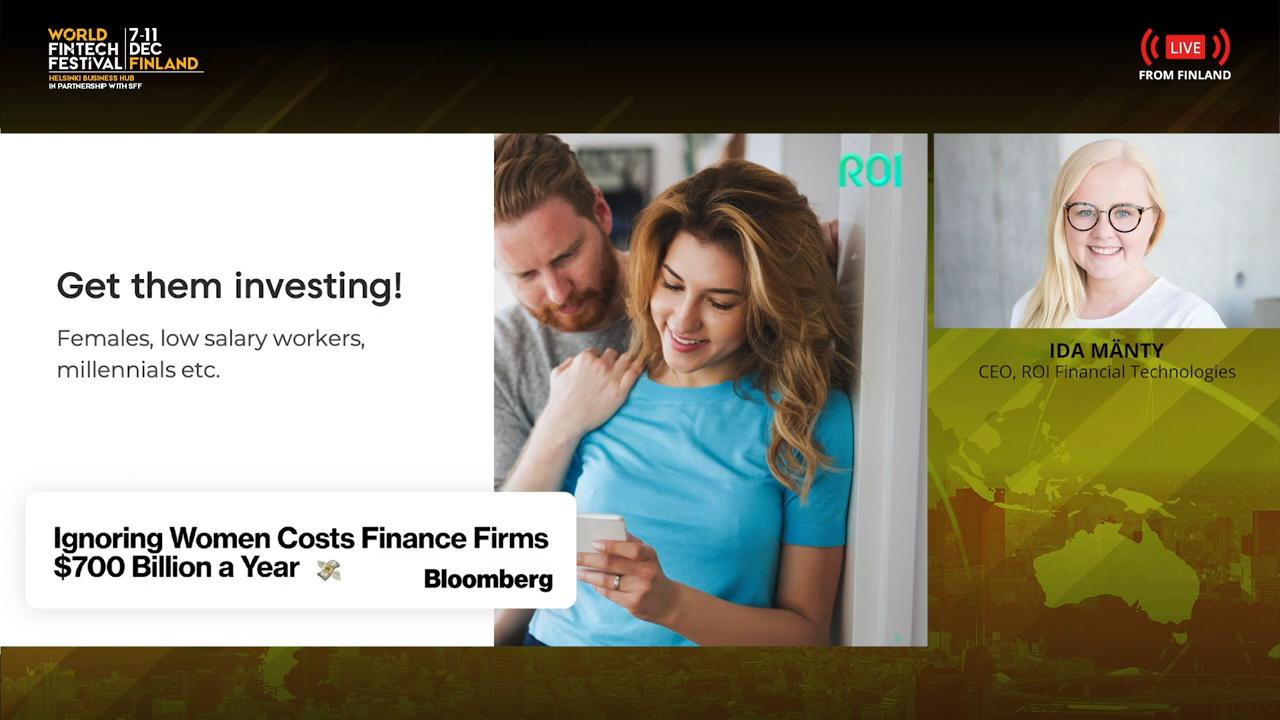 WORLD
FINTECH
FESTIVAL
7-11
DEC
FINLAND
HELSINKI BUSINESS HUB
IN PARTNERSHIP WITH SFF
LIVE
FROM FINLAND
ROI
Get them investing!
Females, low salary workers,
millennials etc.
Ignoring Women Costs Finance Firms
$700 Billion a Year
Bloomberg
IDA MÄNTY
CEO, ROI Financial Technologies